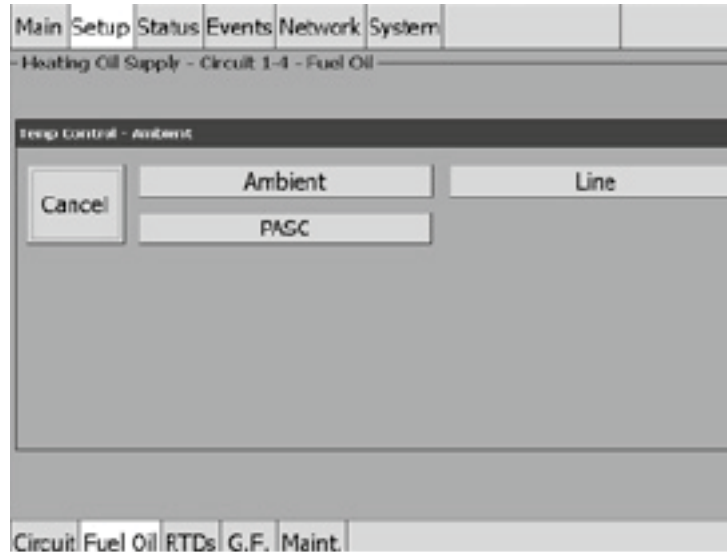 Main Setup Status Events Network System
Heating Oil Supply - Circuit 1-4 - Fuel Oil
Temp Control - Ambient
Cancel Ambient Line
PASC
Circuit Fuel Oil RTDs G.F. Maint.